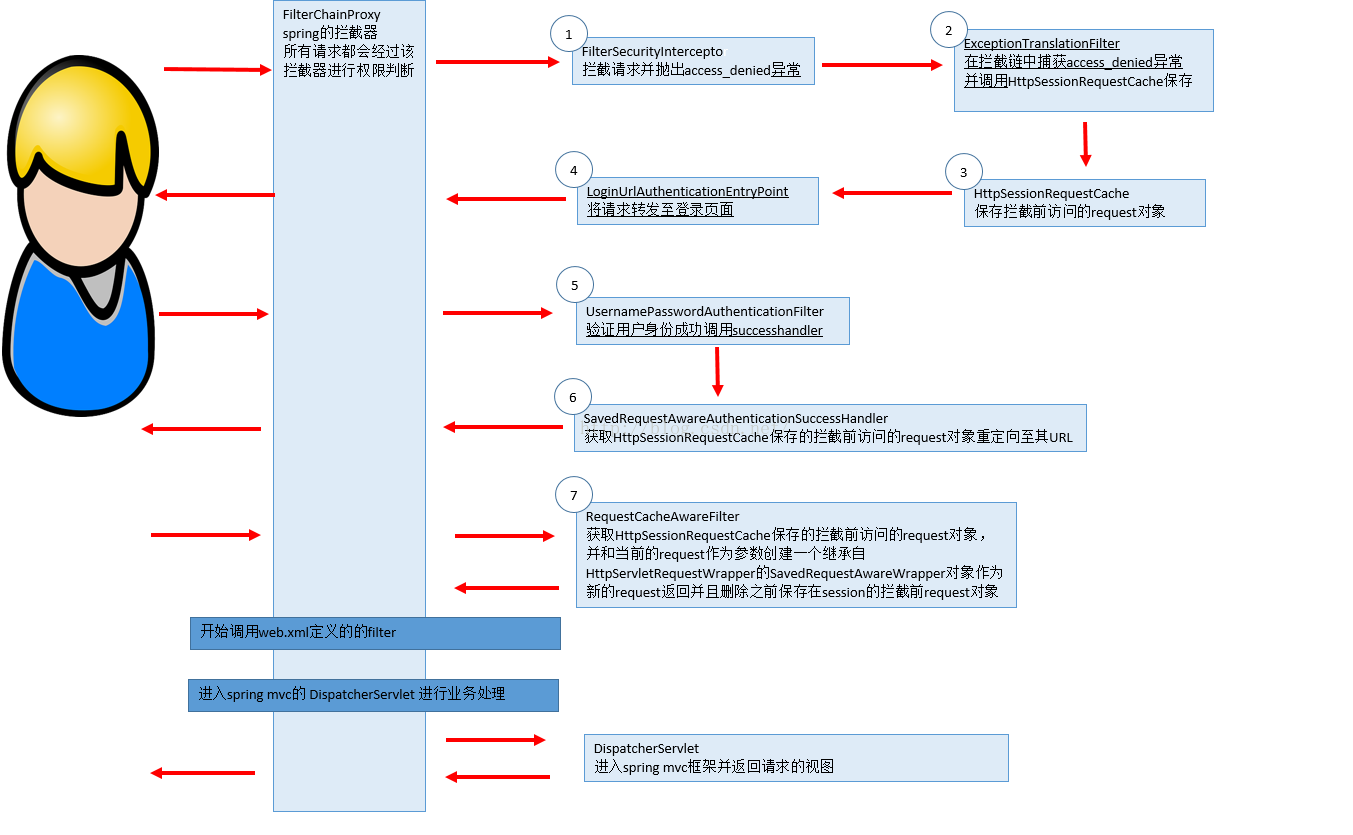 FilterChainProxy
spring的拦截器
所有请求都会经过该
拦截器进行权限判断
1
FilterSecurityIntercepto
拦截请求并抛出access_denied异常
2
ExceptionTranslationFilter
在拦截链中捕获access_denied异常
并调用HttpSessionRequestCache保存
3
HttpSessionRequestCache
保存拦截前访问的request对象
4
LoginUrlAuthenticationEntryPoint
将请求转发至登录页面
5
UsernamePasswordAuthenticationFilter
验证用户身份成功调用successhandler
6
SavedRequestAwareAuthenticationSuccessHandler
获取HttpSessionRequestCache保存的拦截前访问的request对象重定向至其URL
http://blog.csdn.net/
7
RequestCacheAwareFilter
获取HttpSessionRequestCache保存的拦截前访问的request对象，
并和当前的request作为参数创建一个继承自
HttpServletRequestWrapper的SavedRequestAwareWrapper对象作为
新的request返回并且删除之前保存在session的拦截前request对象
开始调用web.xml定义的的filter
进入spring mvc的 DispatcherServlet 进行业务处理
DispatcherServlet
进入spring mvc框架并返回请求的视图